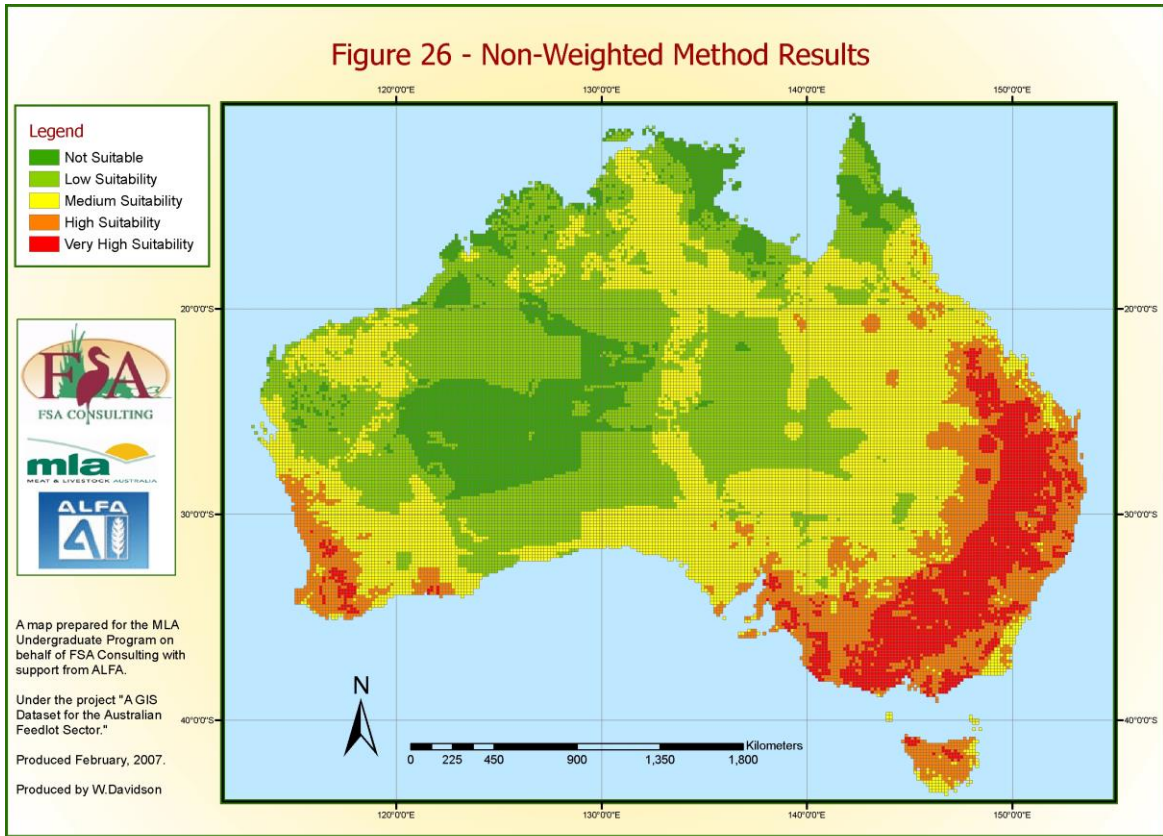 Figure 26 - Non-Weighted Method Results
120°0'0"E
130°0'0"E
140°0'0"E
150°0'0"E
Legend
Not Suitable
Low Suitability
Medium Suitability
High Suitability
Very High Suitability
20°0'0"S
20°0'0"S
FSA
FSA CONSULTING
mla
MEAT & LIVESTOCK AUSTRALIA
ALFA
30°0'0"S
30°0'0"S
A map prepared for the MLA
Undergraduate Program on
behalf of FSA Consulting with
support from ALFA.
Under the project "A GIS
Dataset for the Australian
Feedlot Sector."
Produced February, 2007.
Produced by W.Davidson
N
40°0'0"S
40°0'0"S
Kilometers
0 225 450 900 1,350 1,800
120°0'0"E
130°0'0"E
140°0'0"E
150°0'0"E